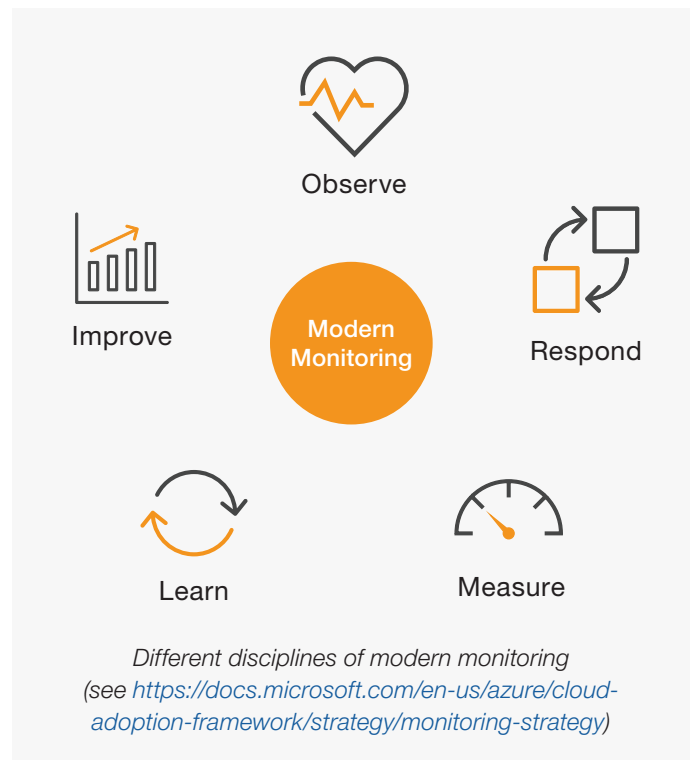 Observe
Improve
Modern
Monitoring
Respond
Learn
Measure
Different disciplines of modern monitoring
(see https://docs.microsoft.com/en-us/azure/cloud-
adoption-framework/strategy/monitoring-strategy)